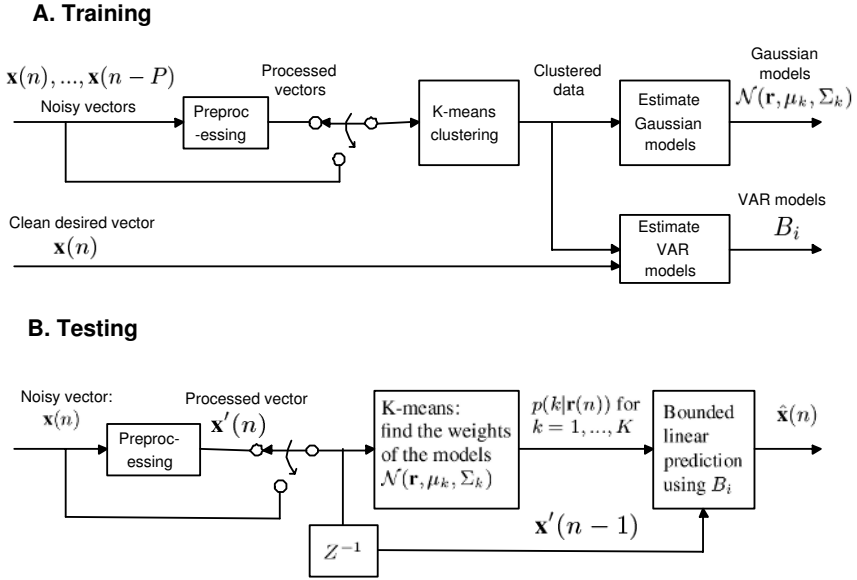 A. Training
𝐱(n), ..., 𝐱(n − P)
Noisy vectors
Preproc
-essing
Processed
vectors
K-means
clustering
Clustered
data
Estimate
Gaussian
models
Gaussian
models
𝒩(𝐫, μₖ, Σₖ)
Clean desired vector
𝐱(n)
Estimate
VAR
models
VAR models
Bᵢ
B. Testing
Noisy vector:
𝐱(n)
Preproc-
essing
Processed vector
𝐱′(n)
K-means:
find the weights
of the models
𝒩(𝐫, μₖ, Σₖ)
p(k|𝐫(n)) for
k = 1, ..., K
Bounded
linear
prediction
using Bᵢ
𝐱̂(n)
Z⁻¹
𝐱′(n − 1)